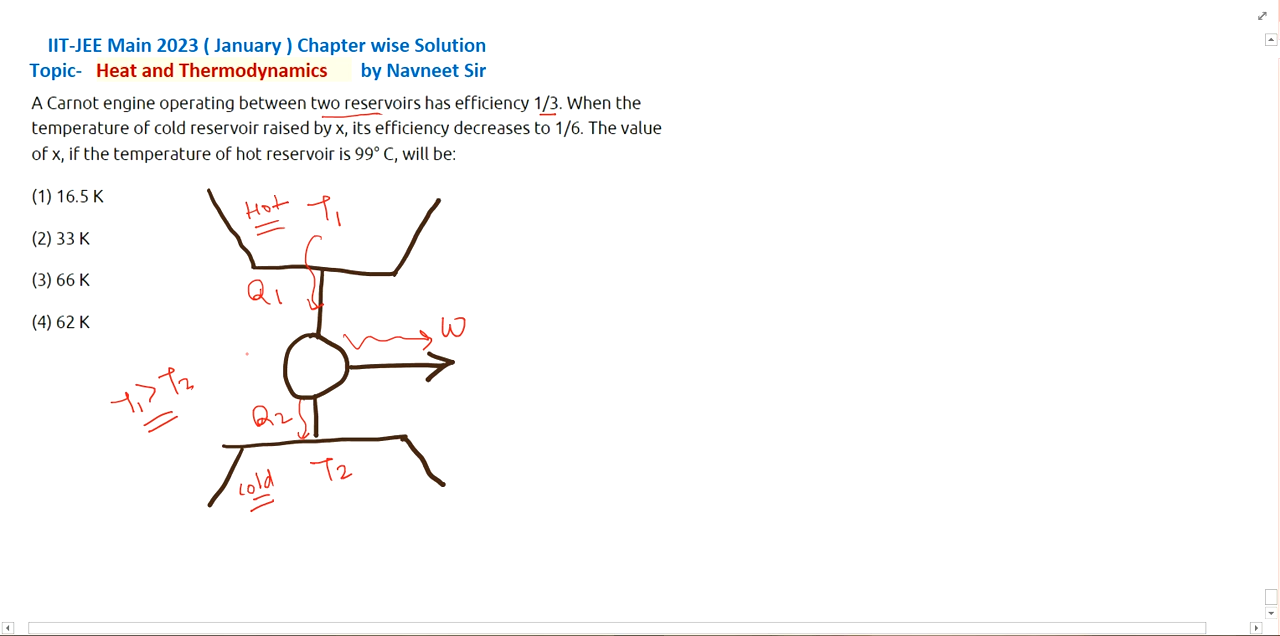 IIT-JEE Main 2023 ( January ) Chapter wise Solution
Topic- Heat and Thermodynamics by Navneet Sir
A Carnot engine operating between two reservoirs has efficiency 1/3. When the
temperature of cold reservoir raised by x, its efficiency decreases to 1/6. The value
of x, if the temperature of hot reservoir is 99° C, will be:
(1) 16.5 K
(2) 33 K
(3) 66 K
(4) 62 K
Hot T1
Q1
W
T1 > T2
Q2
cold T2